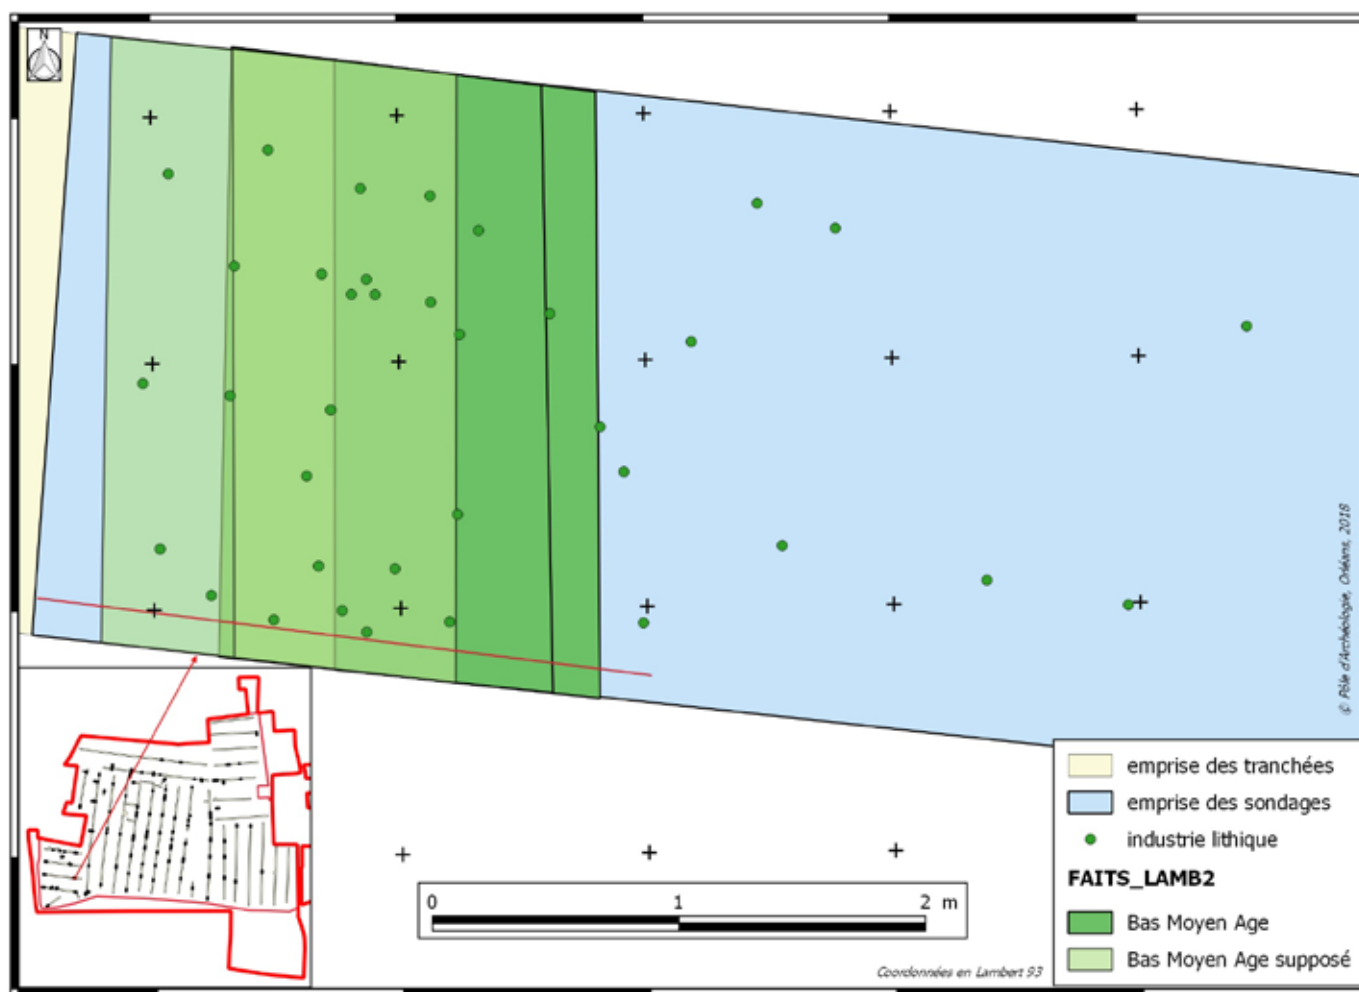 N
© Pôle d'Archéologie, Orléans, 2018
emprise des tranchées
emprise des sondages
industrie lithique
FAITS_LAMB2
Bas Moyen Age
Bas Moyen Age supposé
0 1 2 m
Coordonnées en Lambert 93